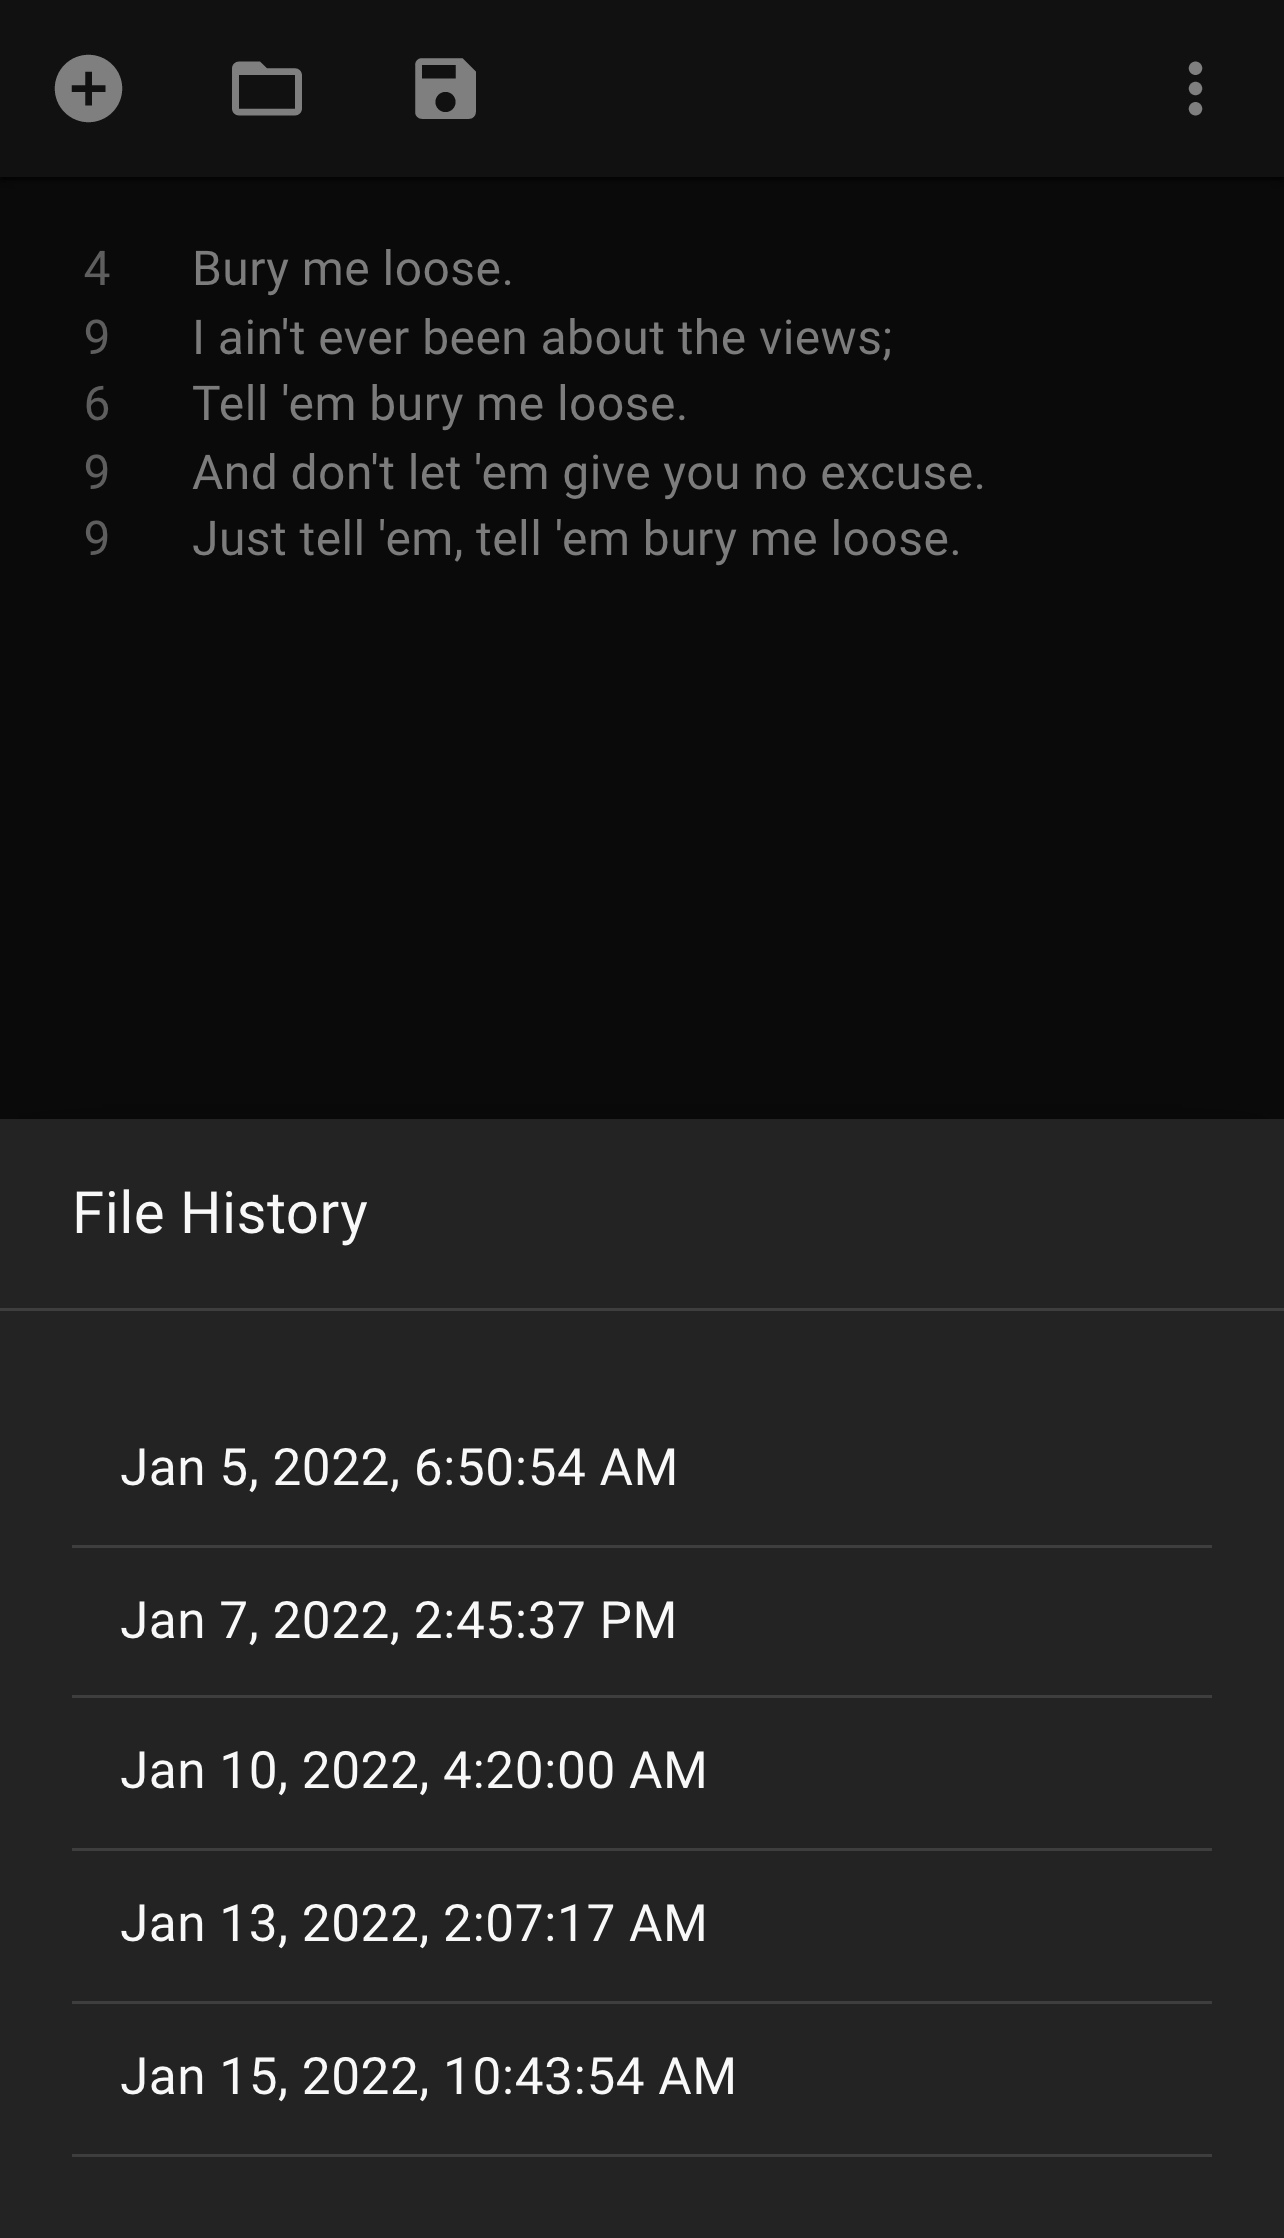 4 Bury me loose.
9 I ain't ever been about the views;
6 Tell 'em bury me loose.
9 And don't let 'em give you no excuse.
9 Just tell 'em, tell 'em bury me loose.
File History
Jan 5, 2022, 6:50:54 AM
Jan 7, 2022, 2:45:37 PM
Jan 10, 2022, 4:20:00 AM
Jan 13, 2022, 2:07:17 AM
Jan 15, 2022, 10:43:54 AM